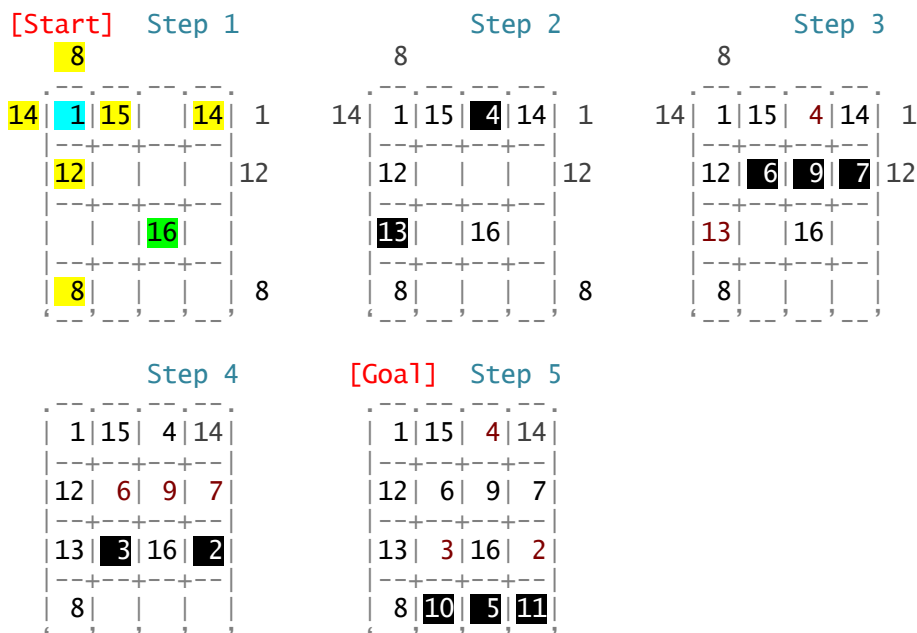 [Start] Step 1 Step 2 Step 3
8 8 8
.--.--.--.--. .--.--.--.--. .--.--.--.--.
14| 1|15| |14| 1 14| 1|15| 4|14| 1 14| 1|15| 4|14| 1
|--+--+--+--| |--+--+--+--| |--+--+--+--|
|12| | | |12 |12| | | |12 |12| 6| 9| 7|12
|--+--+--+--| |--+--+--+--| |--+--+--+--|
| | |16| | |13| |16| | |13| |16| |
|--+--+--+--| |--+--+--+--| |--+--+--+--|
| 8| | | | 8 | 8| | | | 8 | 8| | | |
‘--’--’--’--’ ‘--’--’--’--’ ‘--’--’--’--’
Step 4 [Goal] Step 5
.--.--.--.--. .--.--.--.--.
| 1|15| 4|14| | 1|15| 4|14|
|--+--+--+--| |--+--+--+--|
|12| 6| 9| 7| |12| 6| 9| 7|
|--+--+--+--| |--+--+--+--|
|13| 3|16| 2| |13| 3|16| 2|
|--+--+--+--| |--+--+--+--|
| 8| | | | | 8|10| 5|11|